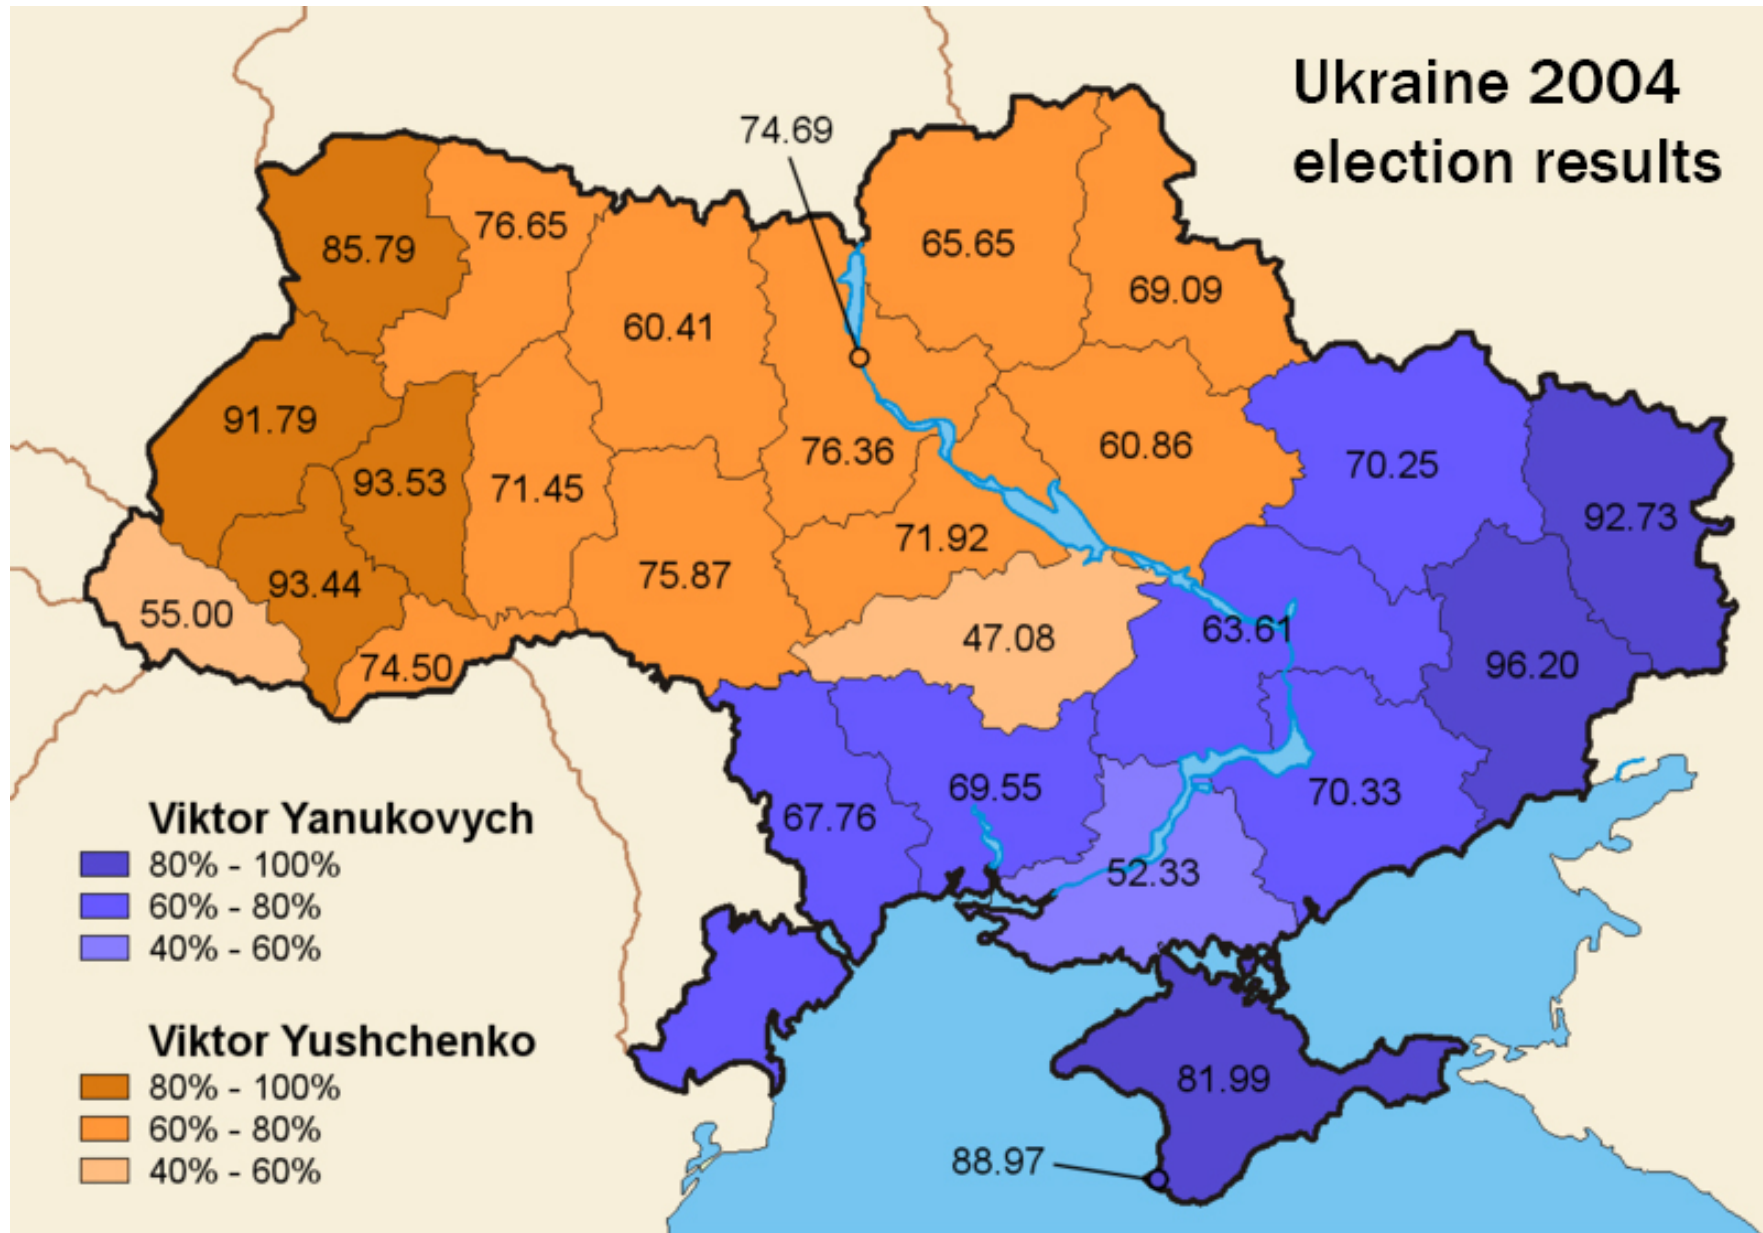 Ukraine 2004
election results
74.69
76.65
85.79
65.65
69.09
60.41
91.79
60.86
76.36
70.25
93.53
71.45
92.73
71.92
75.87
93.44
55.00
63.61
47.08
74.50
96.20
69.55
70.33
67.76
52.33
81.99
88.97
Viktor Yanukovych
80% - 100%
60% - 80%
40% - 60%
Viktor Yushchenko
80% - 100%
60% - 80%
40% - 60%